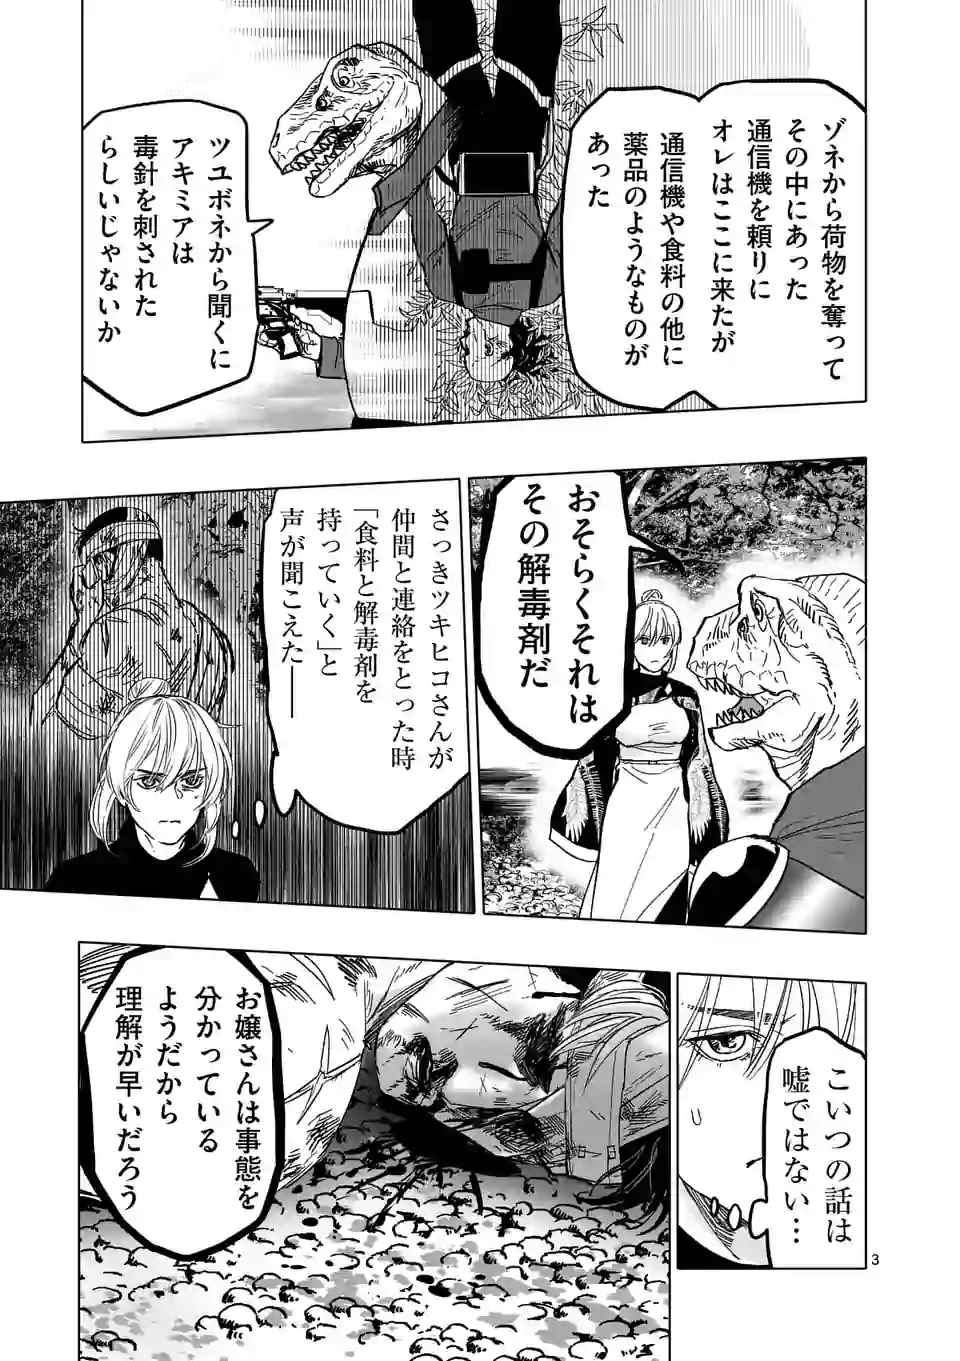 ゾネから荷物を奪って
その中にあった
通信機を頼りに
オレはここに来たが
通信機や食料の他に
薬品のようなものが
あった
ツユボネから聞くに
アキミアは
毒針を刺された
らしいじゃないか
おそらくそれは
その解毒剤だ
さっきツキヒコさんが
仲間と連絡をとった時
「食料と解毒剤を
持っていく」と
声が聞こえた——
こいつの話は
嘘ではない…
お嬢さんは事態を
分かっている
ようだから
理解が早いだろう
3